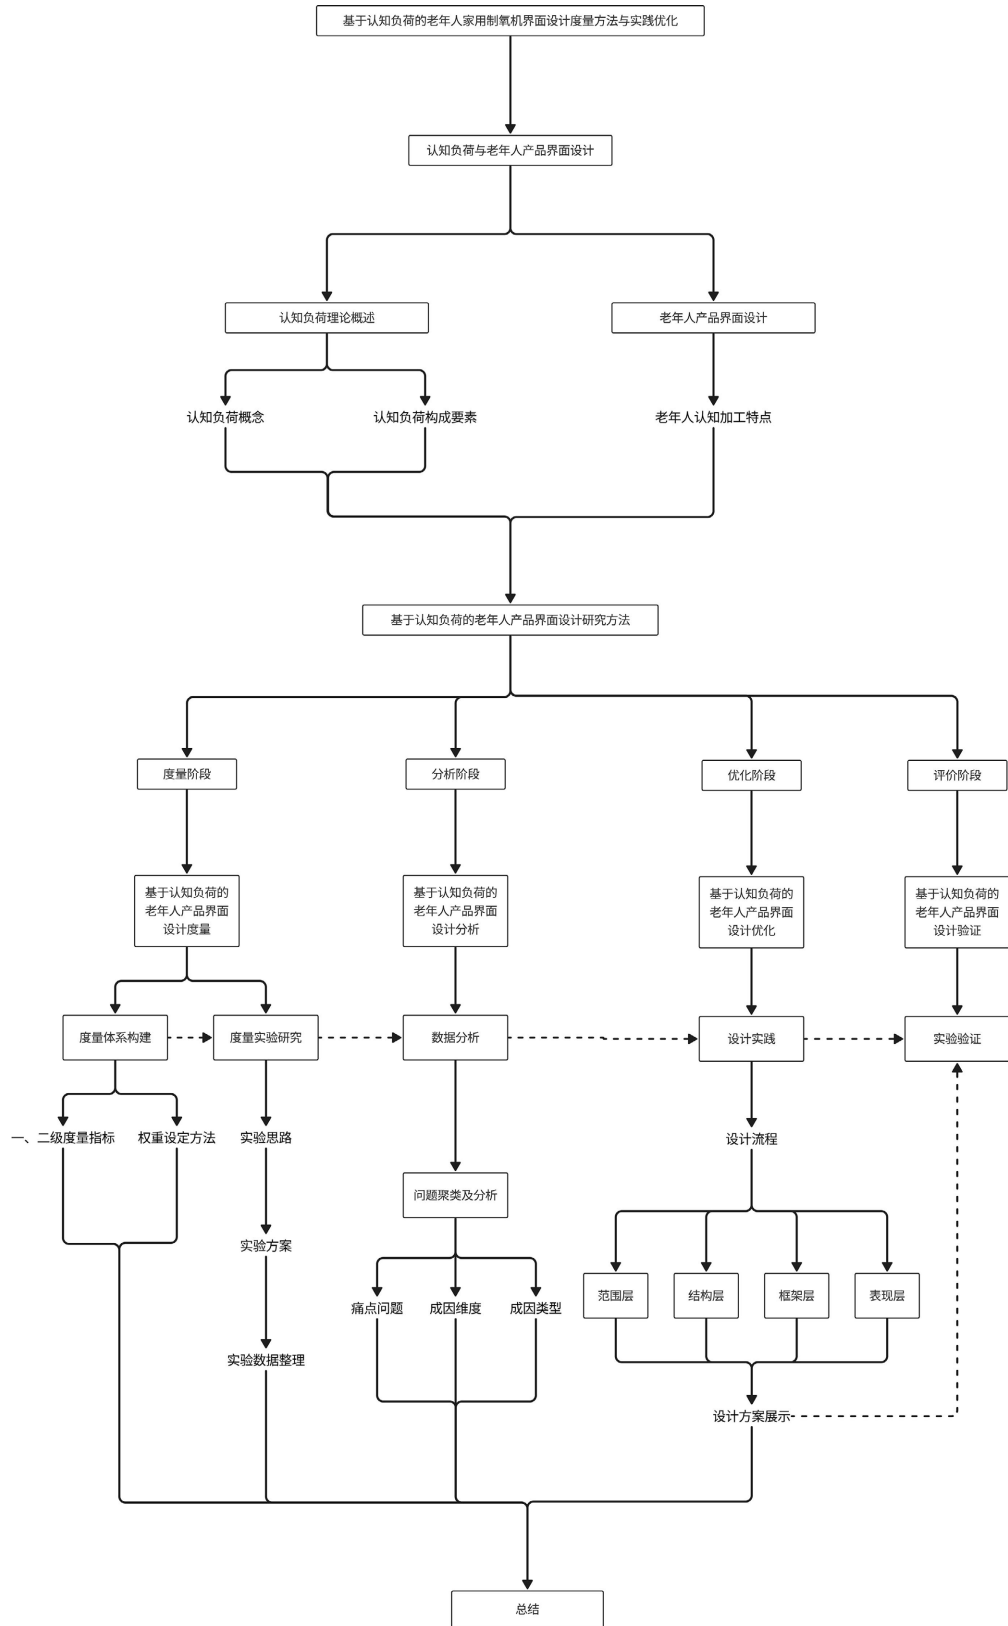 基于认知负荷的老年人家用制氧机界面设计度量方法与实践优化
认知负荷与老年人产品界面设计
认知负荷理论概述
老年人产品界面设计
认知负荷概念
认知负荷构成要素
老年人认知加工特点
基于认知负荷的老年人产品界面设计研究方法
度量阶段
分析阶段
优化阶段
评价阶段
基于认知负荷的
老年人产品界面
设计度量
基于认知负荷的
老年人产品界面
设计分析
基于认知负荷的
老年人产品界面
设计优化
基于认知负荷的
老年人产品界面
设计验证
度量体系构建
度量实验研究
数据分析
设计实践
实验验证
一、二级度量指标
权重设定方法
实验思路
设计流程
问题聚类及分析
实验方案
范围层
结构层
框架层
表现层
痛点问题
成因维度
成因类型
实验数据整理
设计方案展示
总结